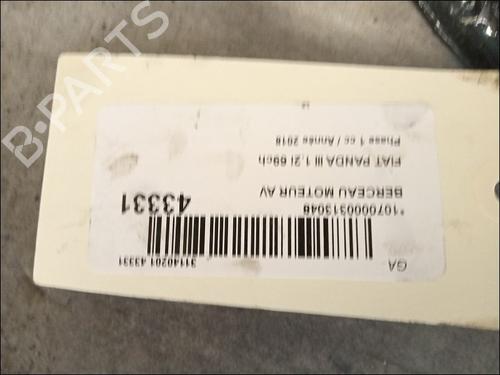 GA
31140201 43331
*1070000313048
43331
BERCEAU MOTEUR AV
FIAT PANDA III 1.2i 69ch
Phase 1 cc / Année 2018
B-PARTS